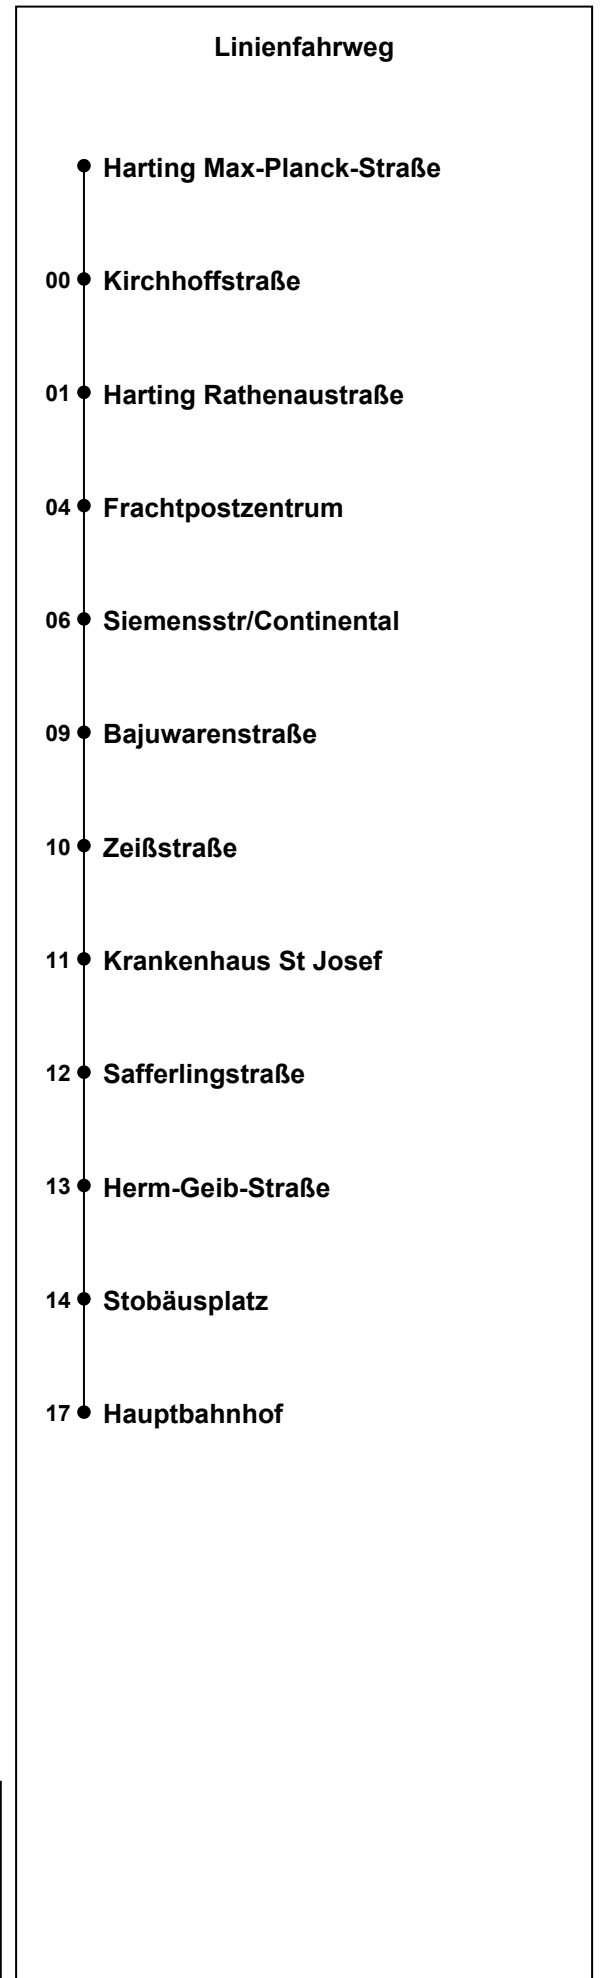 Linienfahrweg
Harting Max-Planck-Straße
00 Kirchhoffstraße
01 Harting Rathenaustraße
04 Frachtpostzentrum
06 Siemensstr/Continental
09 Bajuwarenstraße
10 Zeißstraße
11 Krankenhaus St Josef
12 Safferlingstraße
13 Herm-Geib-Straße
14 Stobäusplatz
17 Hauptbahnhof